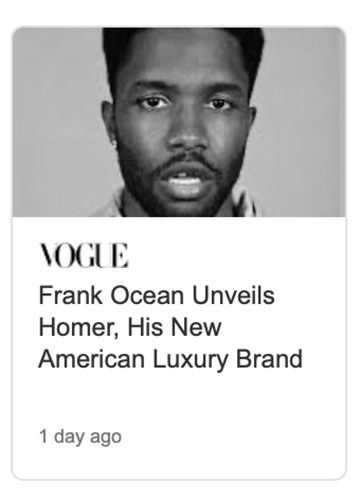 VOGUE
Frank Ocean Unveils
Homer, His New
American Luxury Brand
1 day ago